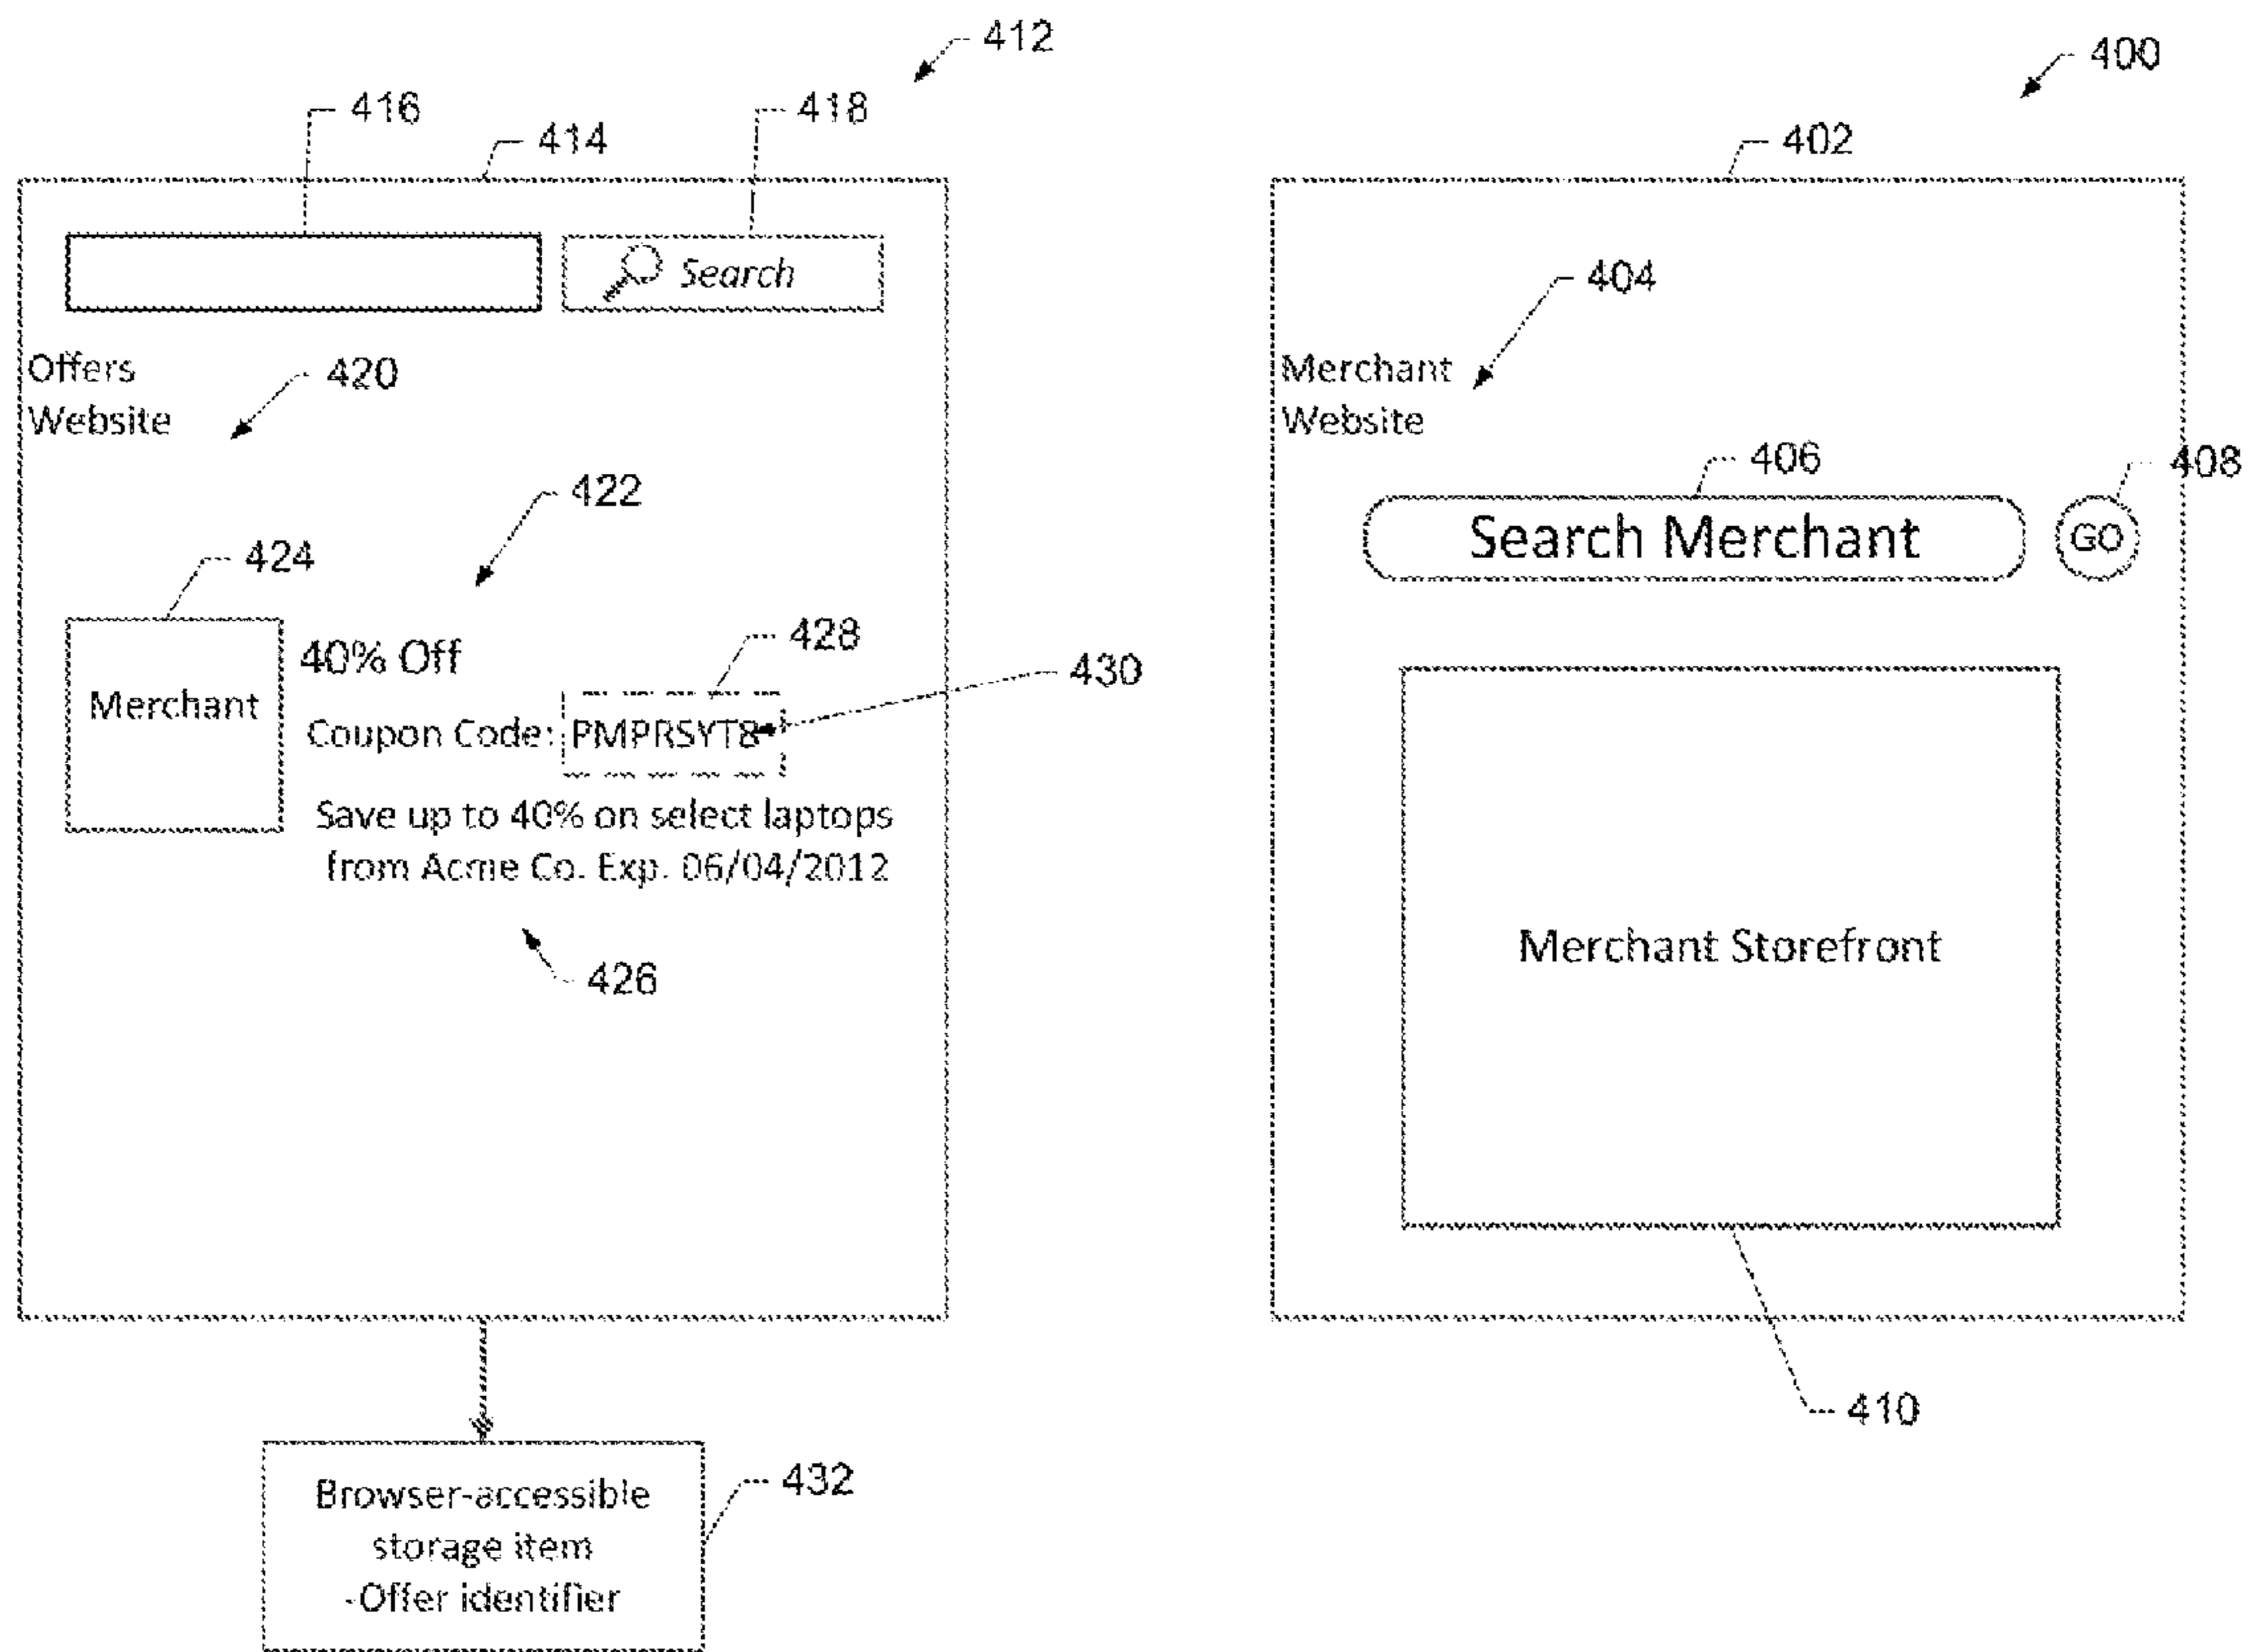 412
400
416
418
414
402
Search
404
Offers
Website
420
Merchant
Website
406
408
422
Search Merchant
GO
424
428
40% Off
430
Merchant
Coupon Code: PMPRSYT8
Save up to 40% on select laptops
from Acme Co. Exp. 06/04/2012
Merchant Storefront
426
410
432
Browser-accessible
storage item
-Offer identifier